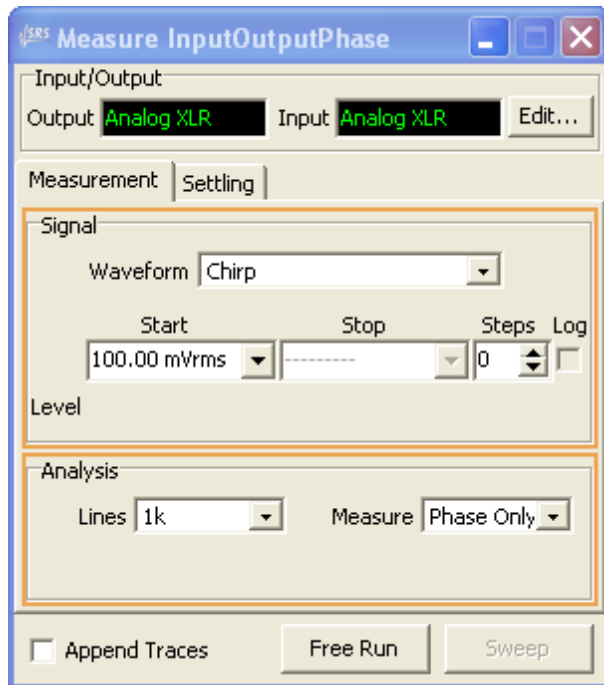 SRS Measure InputOutputPhase
Input/Output
Output Analog XLR Input Analog XLR Edit...
Measurement Settling
Signal
Waveform Chirp
Start Stop Steps Log
100.00 mVrms --------- 0
Level
Analysis
Lines 1k Measure Phase Only
Append Traces Free Run Sweep